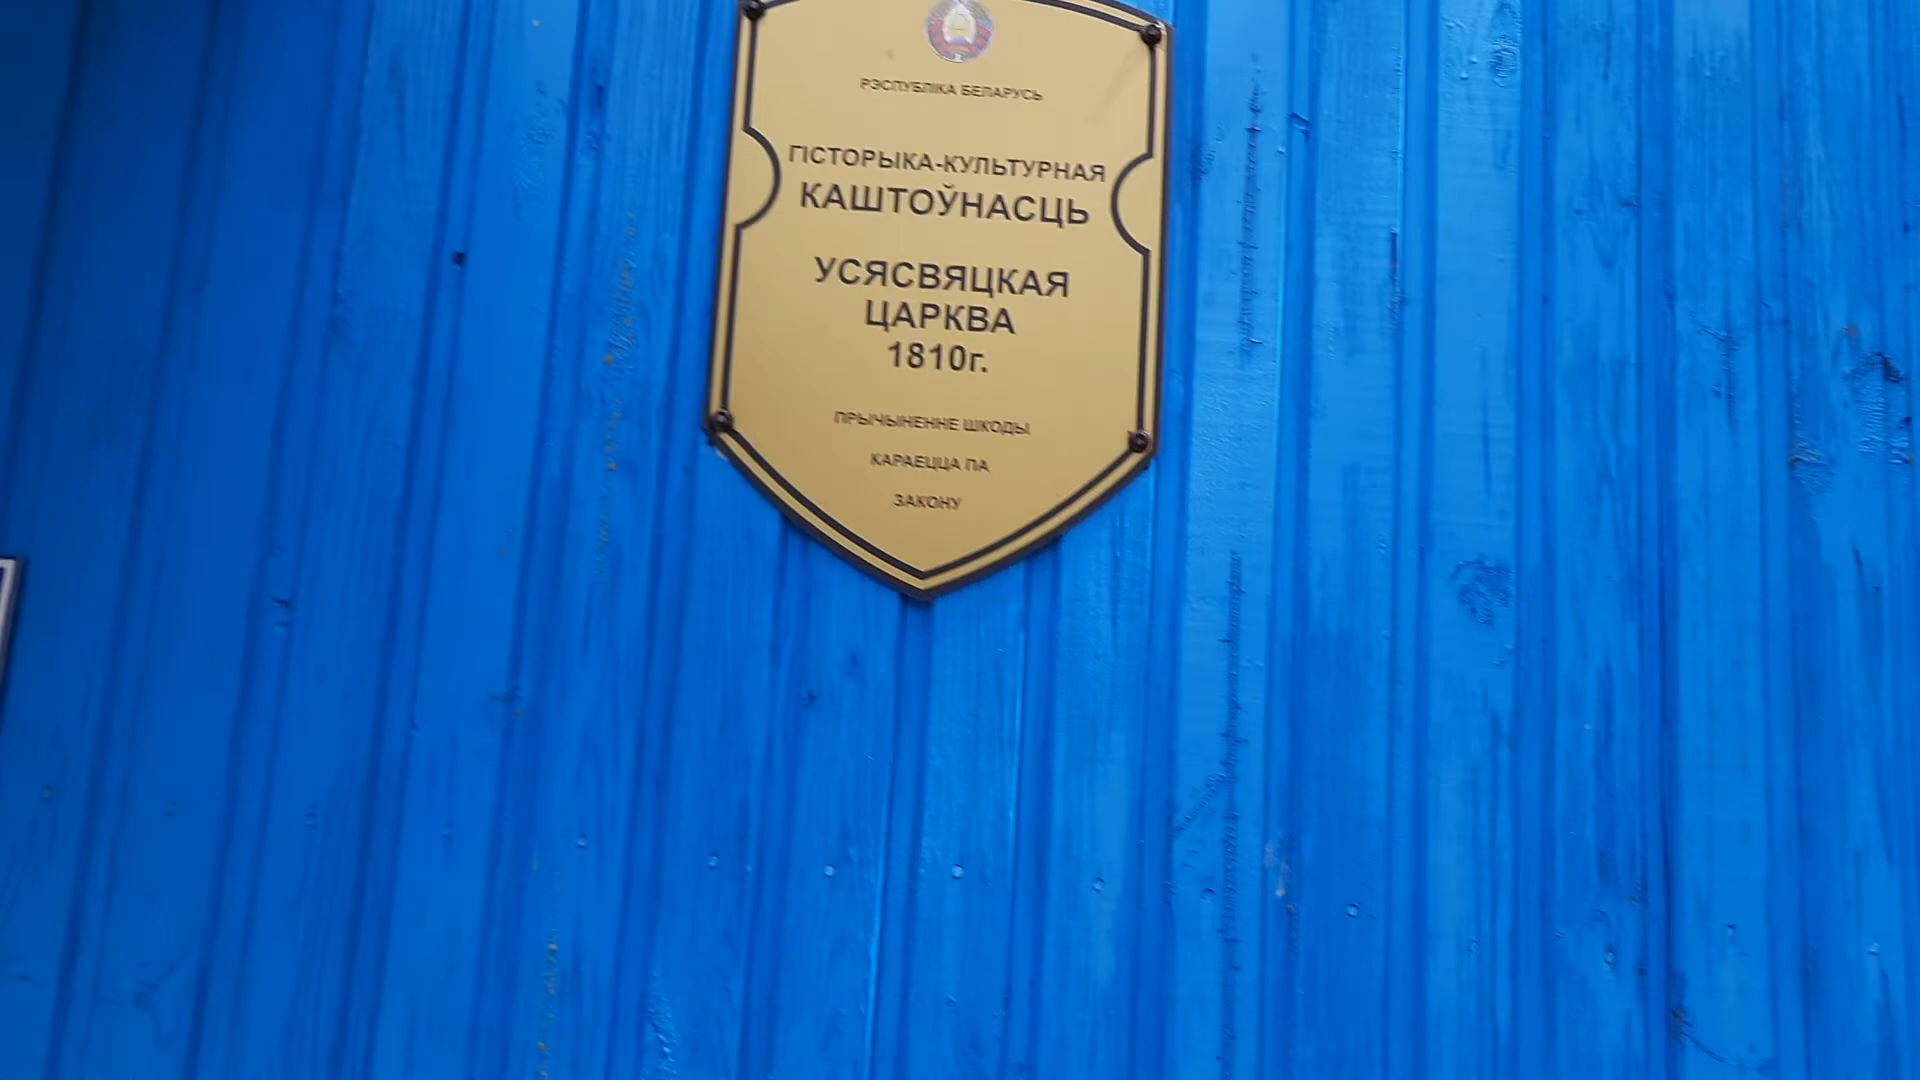 РЭСПУБЛІКА БЕЛАРУСЬ
ГІСТОРЫКА-КУЛЬТУРНАЯ
КАШТОЎНАСЦЬ
УСЯСВЯЦКАЯ
ЦАРКВА
1810г.
ПРЫЧЫНЕННЕ ШКОДЫ
КАРАЕЦЦА ПА
ЗАКОНУ